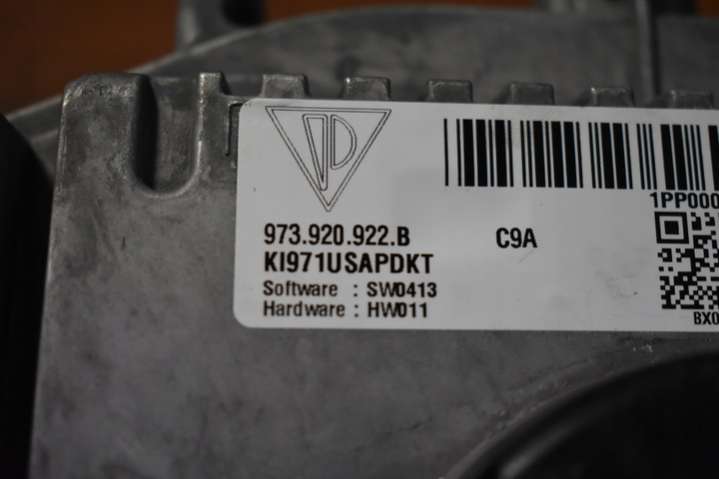 1PP000
973.920.922.B C9A
KI971USAPDKT
Software : SW0413
Hardware : HW011
BX0